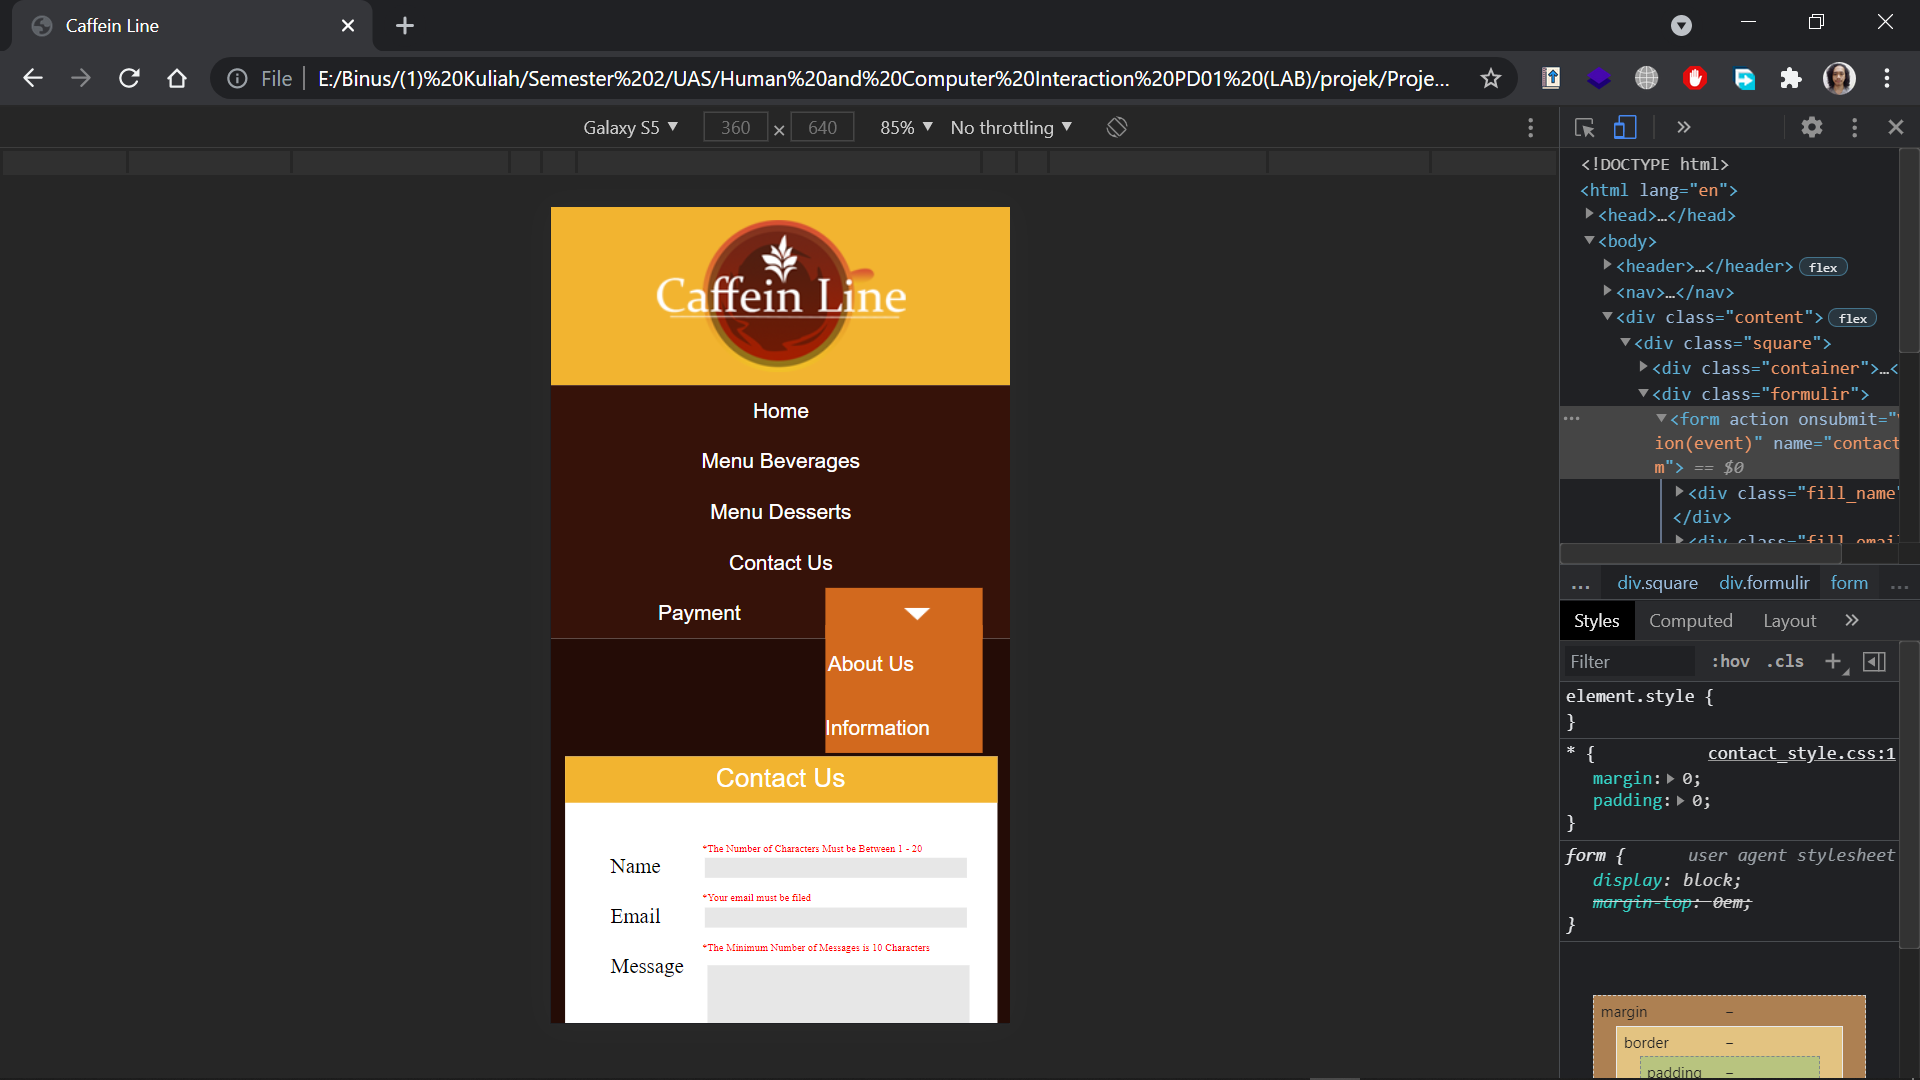 Caffein Line
File E:/Binus/(1)%20Kuliah/Semester%202/UAS/Human%20and%20Computer%20Interaction%20PD01%20(LAB)/projek/Proje...
Galaxy S5 360 × 640 85% No throttling
Caffein Line
Home
Menu Beverages
Menu Desserts
Contact Us
Payment
About Us
Information
Contact Us
*The Number of Characters Must be Between 1 - 20
Name
*Your email must be filed
Email
*The Minimum Number of Messages is 10 Characters
Message
<!DOCTYPE html>
<html lang="en">
<head>…</head>
<body>
<header>…</header> flex
<nav>…</nav>
<div class="content"> flex
<div class="square">
<div class="container">…<
<div class="formulir">
… <form action onsubmit="
ion(event)" name="contact
m"> == $0
<div class="fill_name"
</div>
<div class="fill_emai
... div.square div.formulir form ...
Styles Computed Layout
Filter :hov .cls
element.style {
}
* { contact_style.css:1
margin: 0;
padding: 0;
}
form { user agent stylesheet
display: block;
margin-top: 0em;
}
margin –
border –
padding –